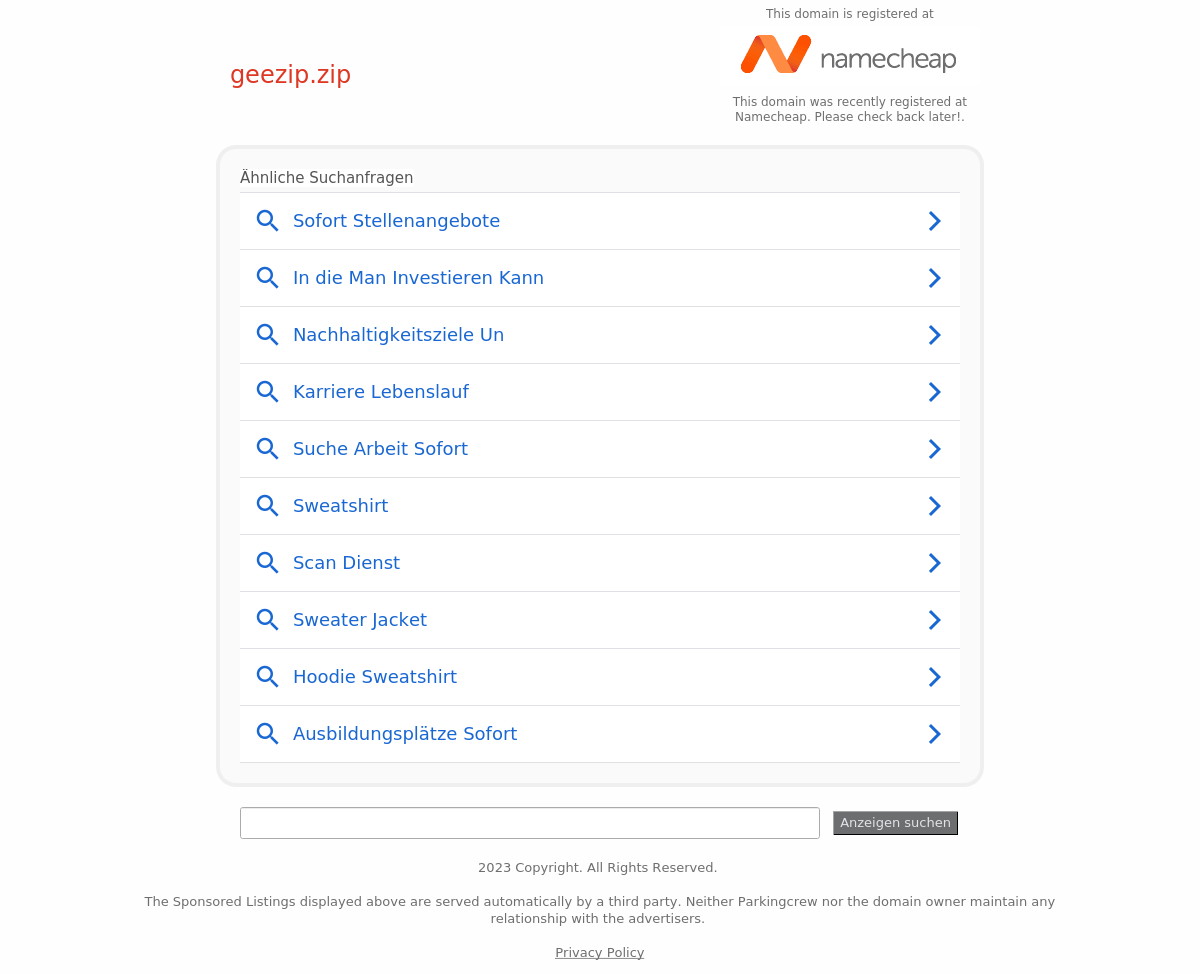 This domain is registered at
namecheap
geezip.zip
This domain was recently registered at
Namecheap. Please check back later!.
Ähnliche Suchanfragen
Sofort Stellenangebote
In die Man Investieren Kann
Nachhaltigkeitsziele Un
Karriere Lebenslauf
Suche Arbeit Sofort
Sweatshirt
Scan Dienst
Sweater Jacket
Hoodie Sweatshirt
Ausbildungsplätze Sofort
Anzeigen suchen
2023 Copyright. All Rights Reserved.
The Sponsored Listings displayed above are served automatically by a third party. Neither Parkingcrew nor the domain owner maintain any
relationship with the advertisers.
Privacy Policy